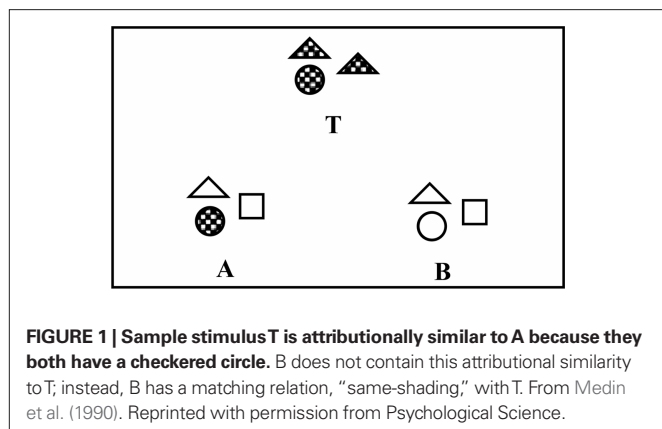 T
A
B
FIGURE 1 | Sample stimulus T is attributionally similar to A because they
both have a checkered circle. B does not contain this attributional similarity
to T; instead, B has a matching relation, “same-shading,” with T. From Medin
et al. (1990). Reprinted with permission from Psychological Science.